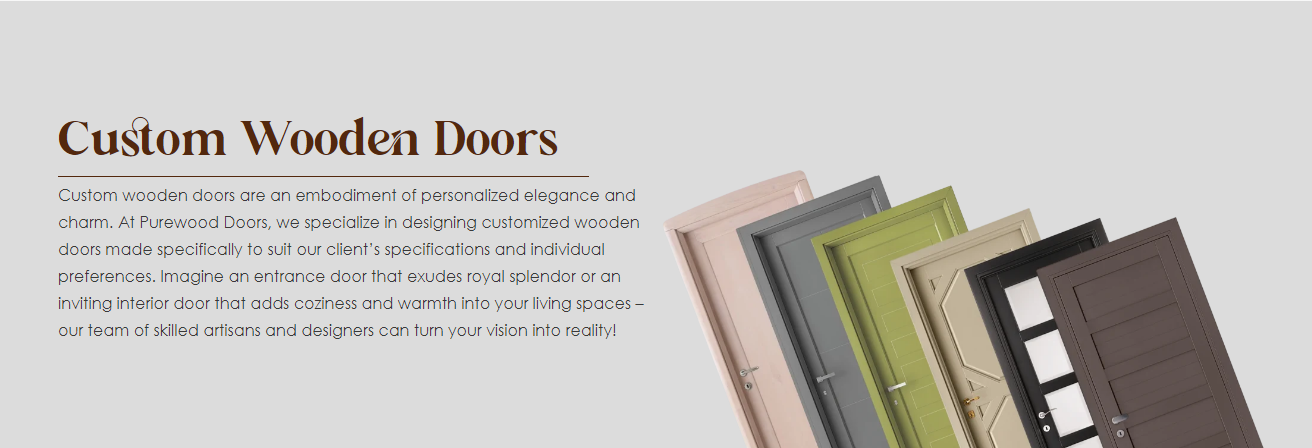 Custom Wooden Doors
Custom wooden doors are an embodiment of personalized elegance and
charm. At Purewood Doors, we specialize in designing customized wooden
doors made specifically to suit our client’s specifications and individual
preferences. Imagine an entrance door that exudes royal splendor or an
inviting interior door that adds coziness and warmth into your living spaces –
our team of skilled artisans and designers can turn your vision into reality!